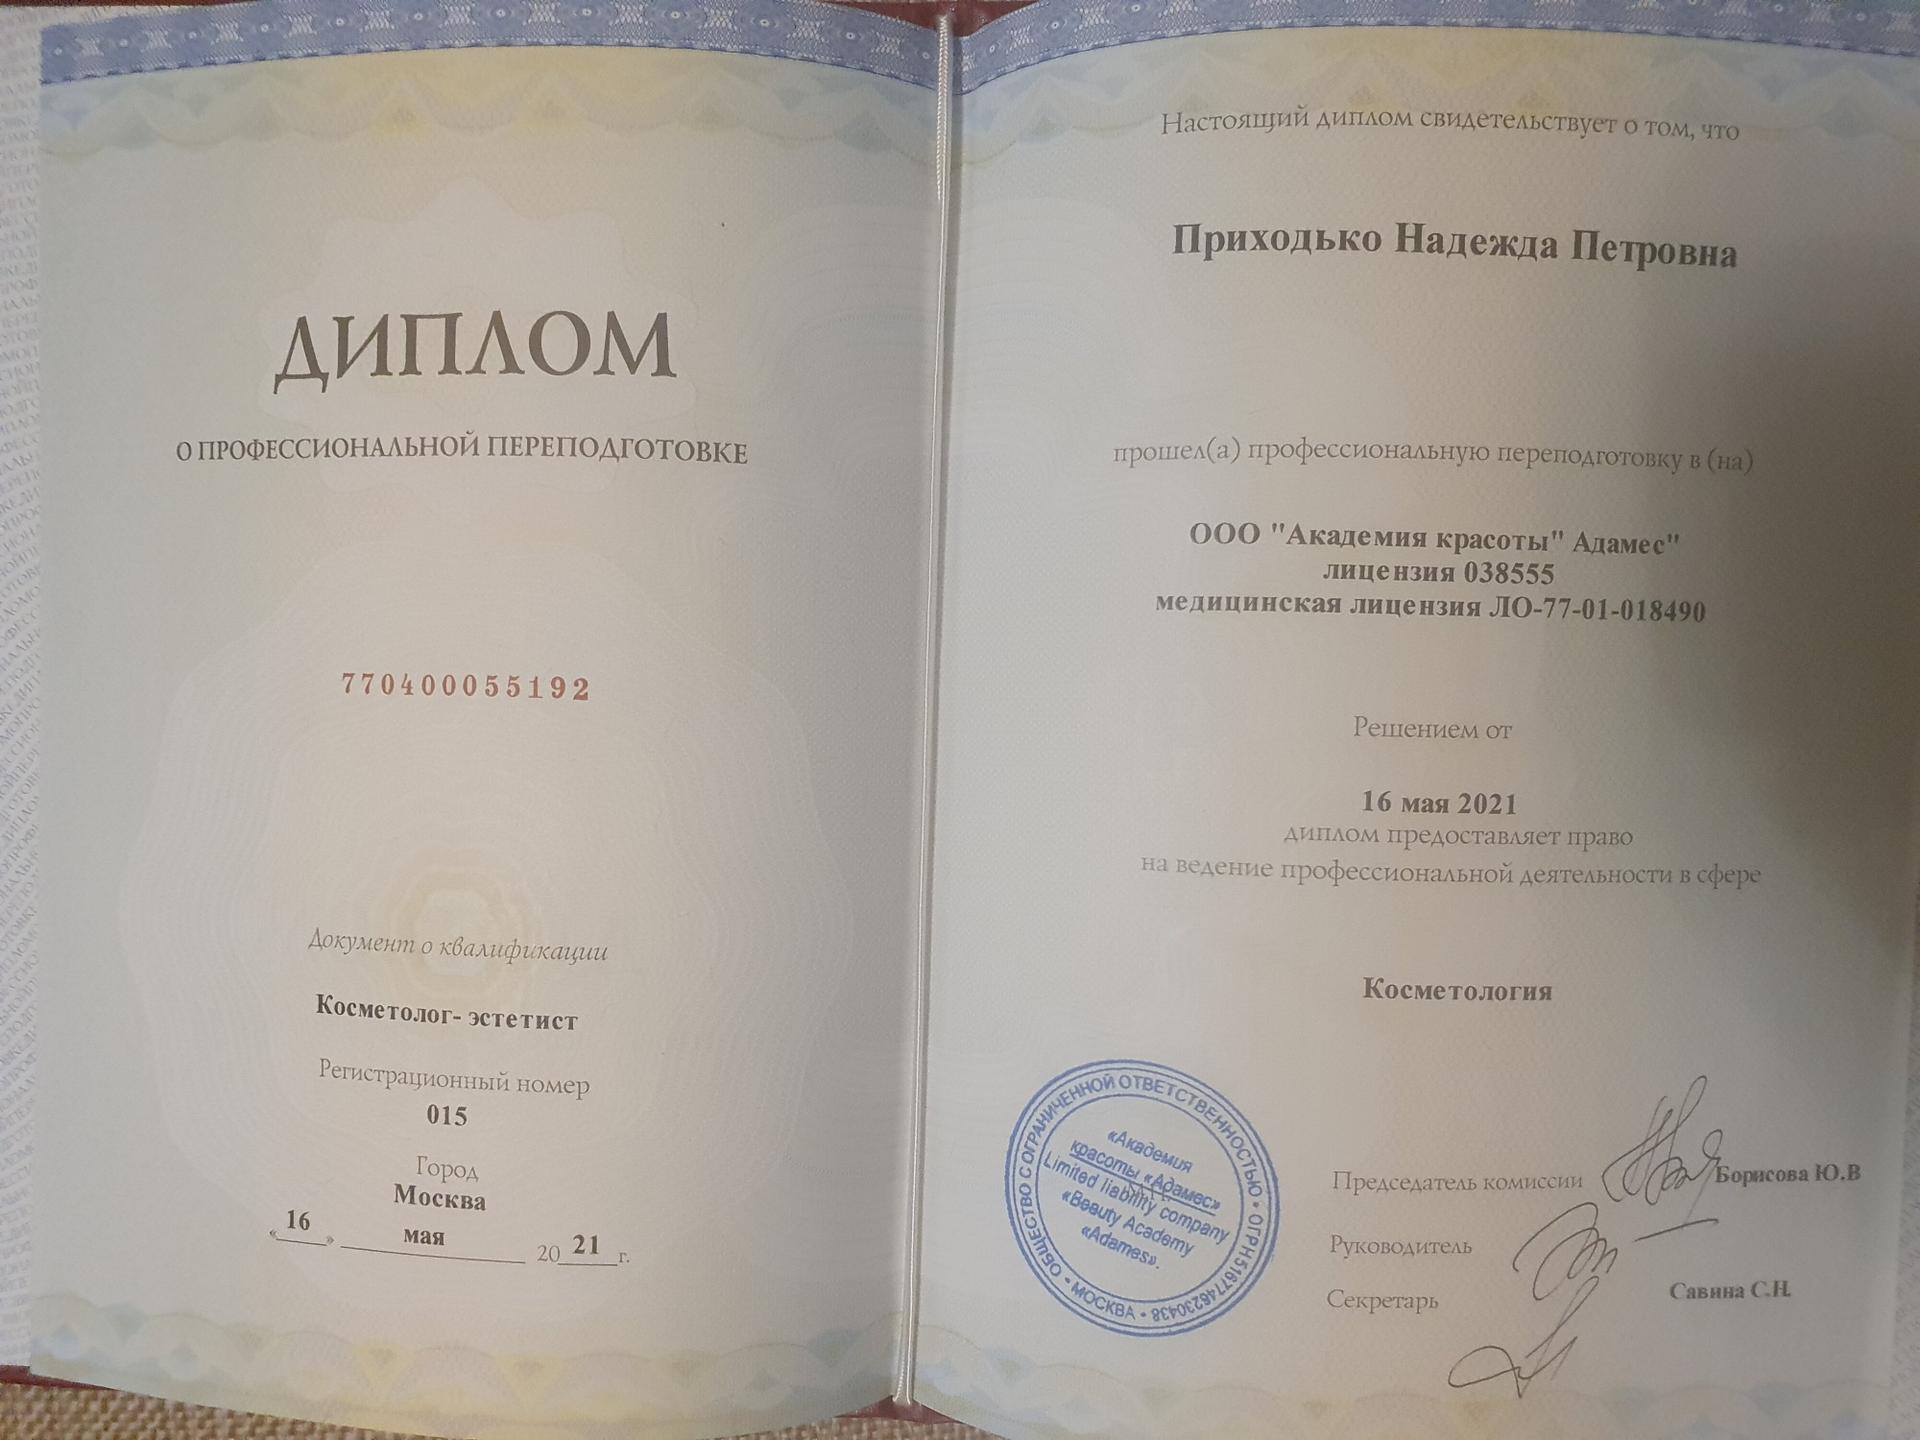 ДИПЛОМ
О ПРОФЕССИОНАЛЬНОЙ ПЕРЕПОДГОТОВКЕ
770400055192
Документ о квалификации
Косметолог- эстетист
Регистрационный номер
015
Город
Москва
« 16 » мая 20 21 г.
Настоящий диплом свидетельствует о том, что
Приходько Надежда Петровна
прошел(а) профессиональную переподготовку в (на)
ООО "Академия красоты" Адамес"
лицензия 038555
медицинская лицензия ЛО-77-01-018490
Решением от
16 мая 2021
диплом предоставляет право
на ведение профессиональной деятельности в сфере
Косметология
ОБЩЕСТВО С ОГРАНИЧЕННОЙ ОТВЕТСТВЕННОСТЬЮ • ОГРН5167746230438 • МОСКВА •
«Академия
красоты «Адамес»
Limited liability company
«Beauty Academy
«Adames».
М.П.
Председатель комиссии Борисова Ю.В
Руководитель
Секретарь Савина С.Н.